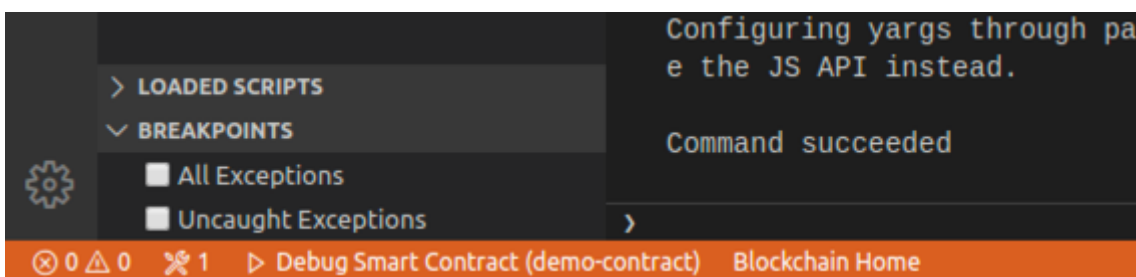 Configuring yargs through pa
e the JS API instead.
LOADED SCRIPTS
BREAKPOINTS
Command succeeded
All Exceptions
Uncaught Exceptions
0 0 1 Debug Smart Contract (demo-contract) Blockchain Home